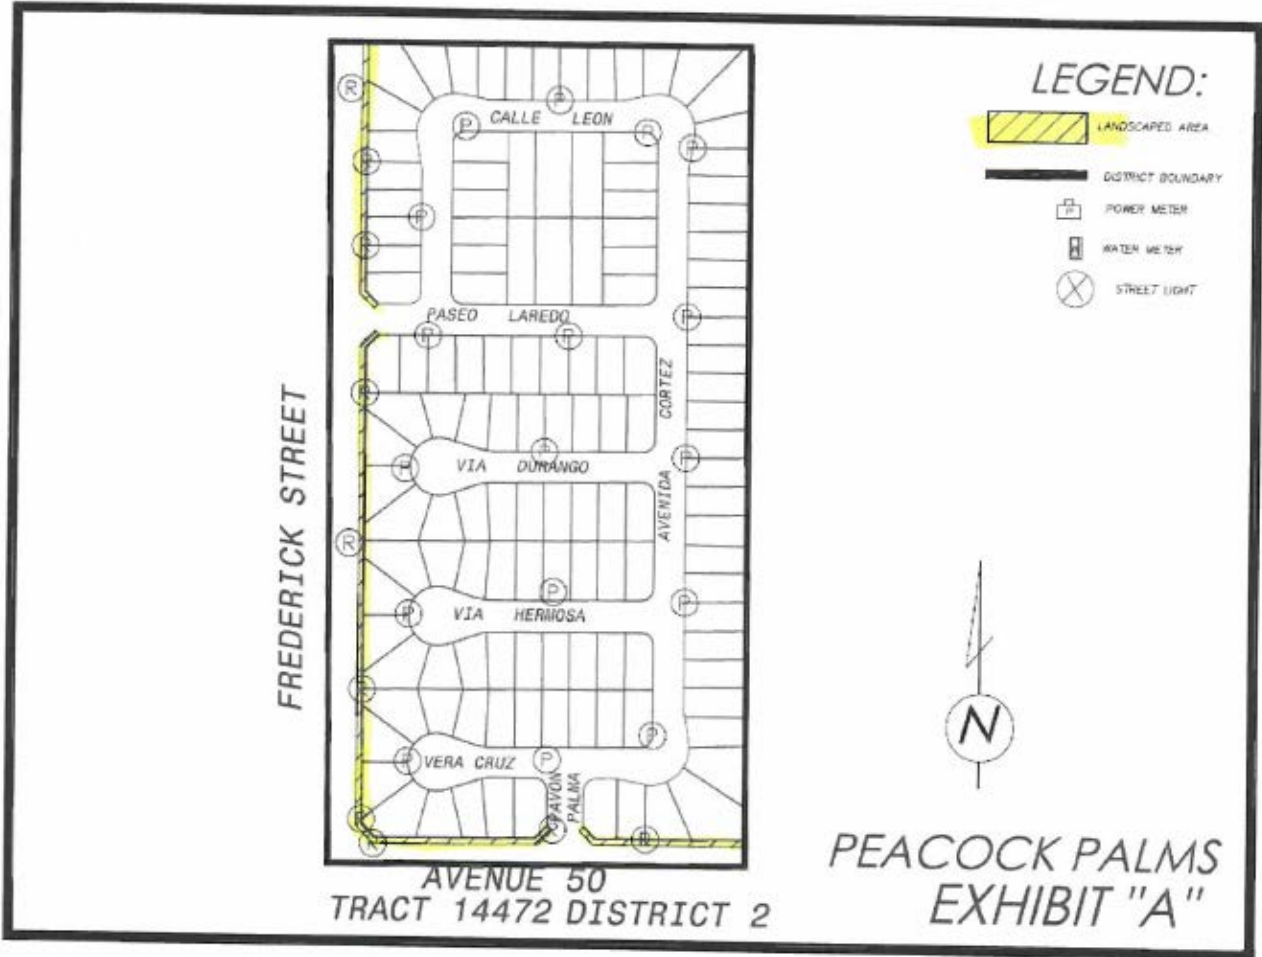 LEGEND:
LANDSCAPED AREA
DISTRICT BOUNDARY
P
POWER METER
WATER METER
STREET LIGHT
R
P
CALLE LEON
P
R
P
R
P
R
PASEO LAREDO
P
P
P
R
AVENIDA CORTEZ
P
P
VIA DURANGO
P
R
P
P
VIA HERMOSA
P
R
P
P
VERA CRUZ
P
PAVON
PALMA
R
R
FREDERICK STREET
N
AVENUE 50
TRACT 14472 DISTRICT 2
PEACOCK PALMS
EXHIBIT "A"